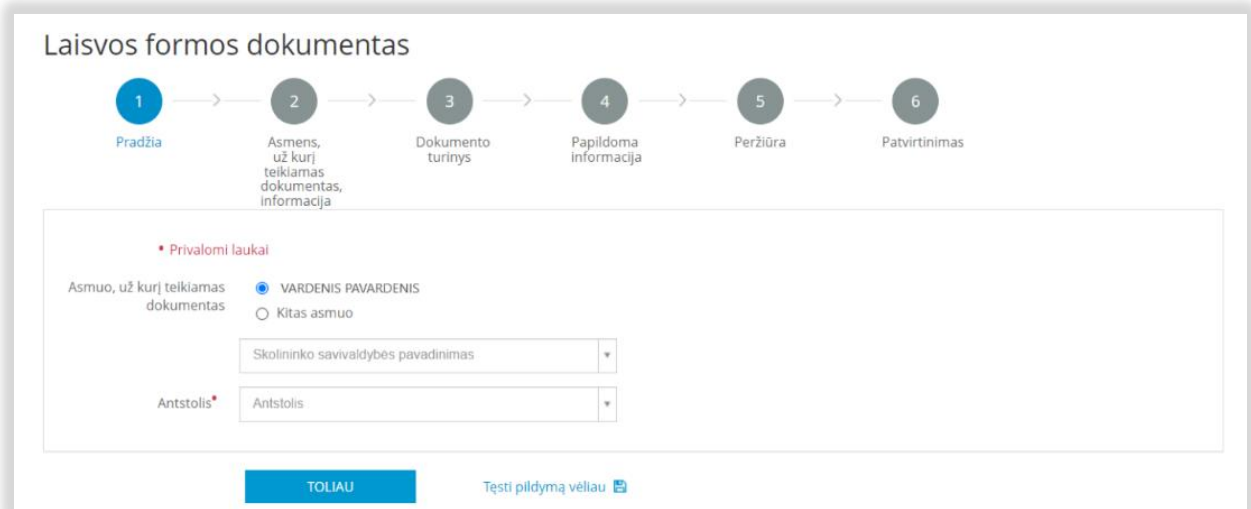 Laisvos formos dokumentas
1
2
3
4
5
6
Pradžia
Asmens,
už kurį
teikiamas
dokumentas,
informacija
Dokumento
turinys
Papildoma
informacija
Peržiūra
Patvirtinimas
• Privalomi laukai
Asmuo, už kurį teikiamas
dokumentas
VARDENIS PAVARDENIS
Kitas asmuo
Skolininko savivaldybės pavadinimas
Antstolis• Antstolis
TOLIAU
Tęsti pildymą vėliau